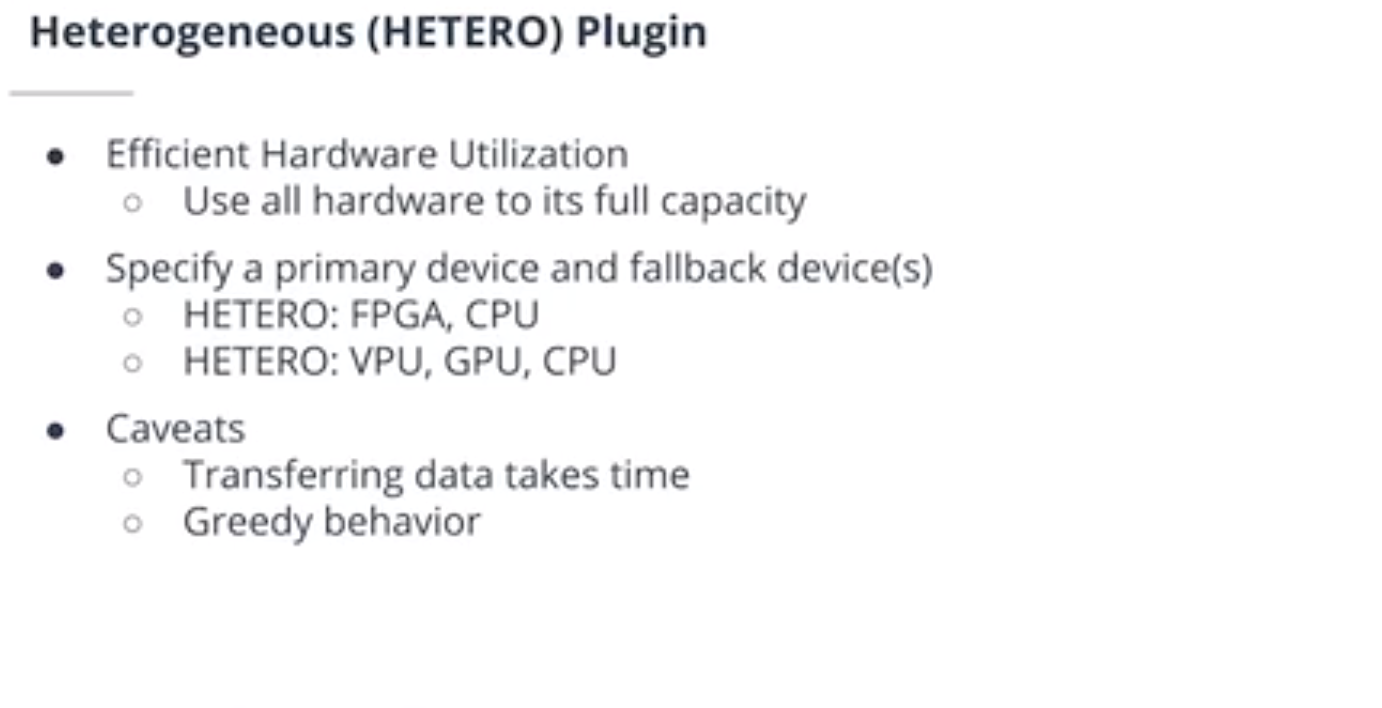 Heterogeneous (HETERO) Plugin
● Efficient Hardware Utilization
○ Use all hardware to its full capacity
● Specify a primary device and fallback device(s)
○ HETERO: FPGA, CPU
○ HETERO: VPU, GPU, CPU
● Caveats
○ Transferring data takes time
○ Greedy behavior